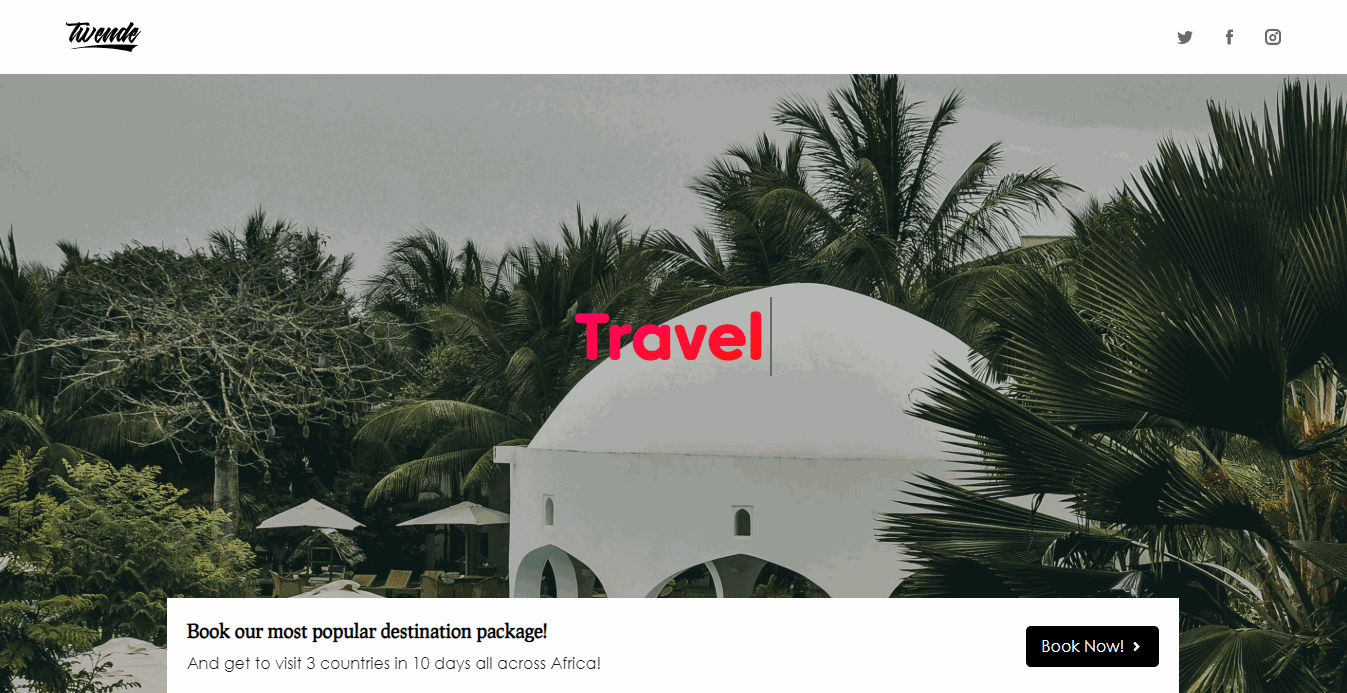 Twende
Travel
Book our most popular destination package!
And get to visit 3 countries in 10 days all across Africa!
Book Now!